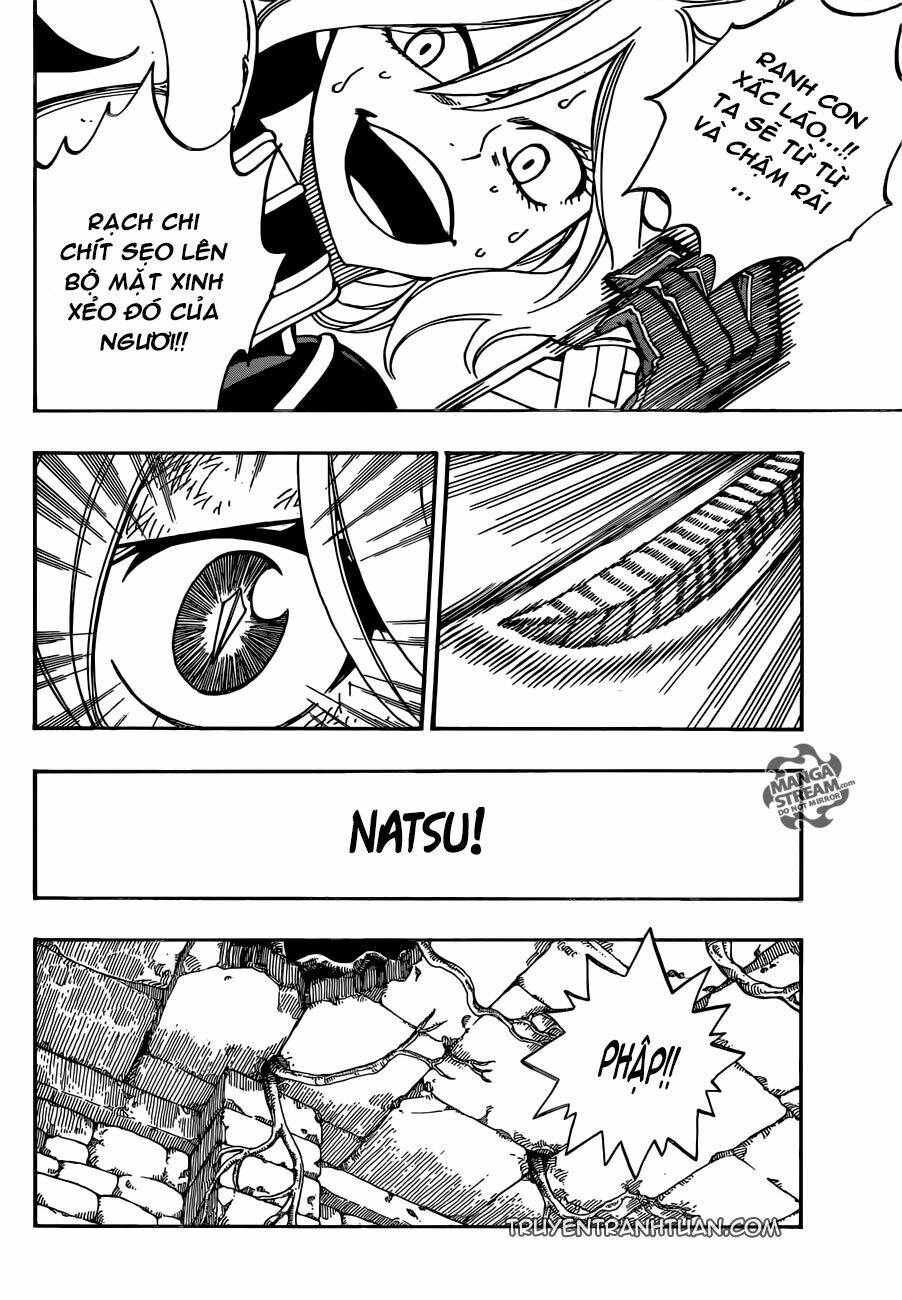 RANH CON
XẤC LÁO...!!
TA SẼ TỪ TỪ
VÀ CHẬM RÃI
...
RẠCH CHI
CHÍT SẸO LÊN
BỘ MẶT XINH
XẺO ĐÓ CỦA
NGƯƠI!!
MANGA
STREAM.com
DO NOT MIRROR
NATSU!
PHẬP!!
TRUYENTRANHTUAN.COM